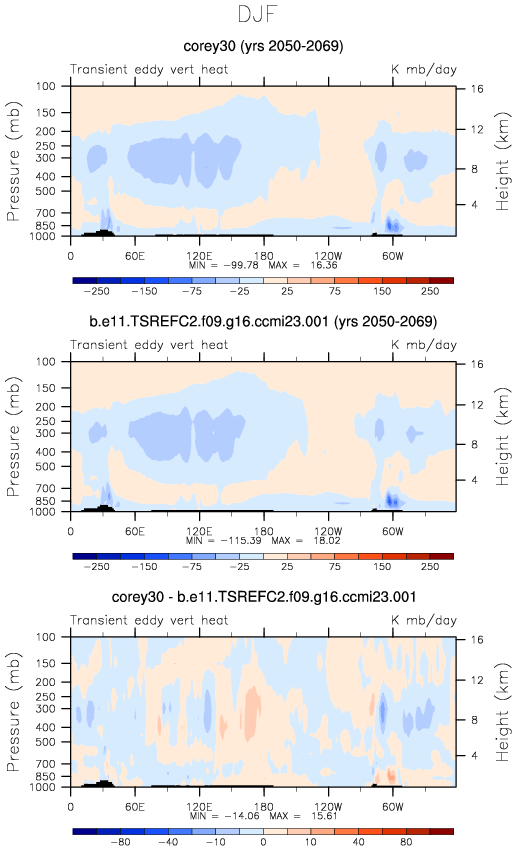 DJF
corey30 (yrs 2050-2069)
Transient eddy vert heat K mb/day
Pressure (mb)
100
150
200
250
300
400
500
700
850
1000
16
12
8
4
Height (km)
0 60E 120E 180 120W 60W
MIN = -99.78 MAX = 16.36
-250 -150 -75 -25 25 75 150 250
b.e11.TSREFC2.f09.g16.ccmi23.001 (yrs 2050-2069)
Transient eddy vert heat K mb/day
Pressure (mb)
100
150
200
250
300
400
500
700
850
1000
16
12
8
4
Height (km)
0 60E 120E 180 120W 60W
MIN = -115.39 MAX = 18.02
-250 -150 -75 -25 25 75 150 250
corey30 - b.e11.TSREFC2.f09.g16.ccmi23.001
Transient eddy vert heat K mb/day
Pressure (mb)
100
150
200
250
300
400
500
700
850
1000
16
12
8
4
Height (km)
0 60E 120E 180 120W 60W
MIN = -14.06 MAX = 15.61
-80 -40 -10 0 10 40 80